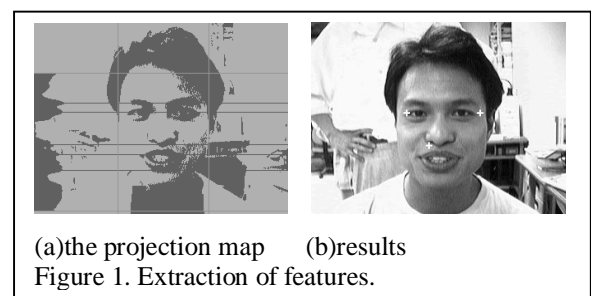 (a)the projection map (b)results
Figure 1. Extraction of features.